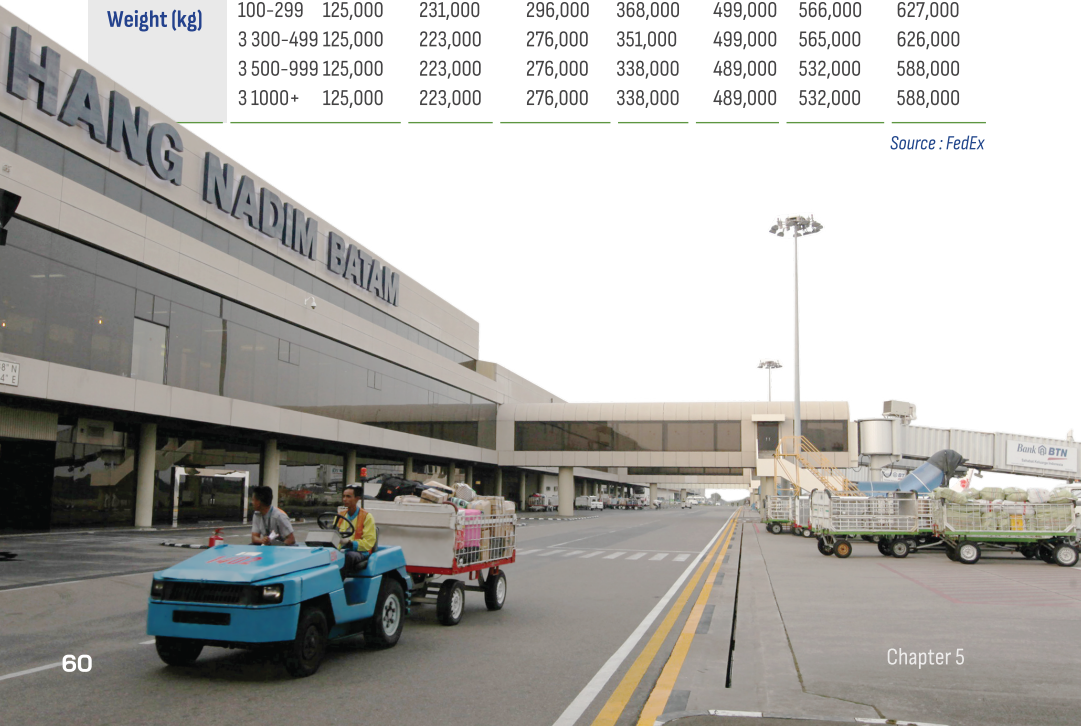 Weight (kg)
100-299 125,000 231,000 296,000 368,000 499,000 566,000 627,000
3 300-499 125,000 223,000 276,000 351,000 499,000 565,000 626,000
3 500-999 125,000 223,000 276,000 338,000 489,000 532,000 588,000
3 1000+ 125,000 223,000 276,000 338,000 489,000 532,000 588,000
Source : FedEx
HANG NADIM BATAM
8" N
4" E
Bank BTN
60
Chapter 5